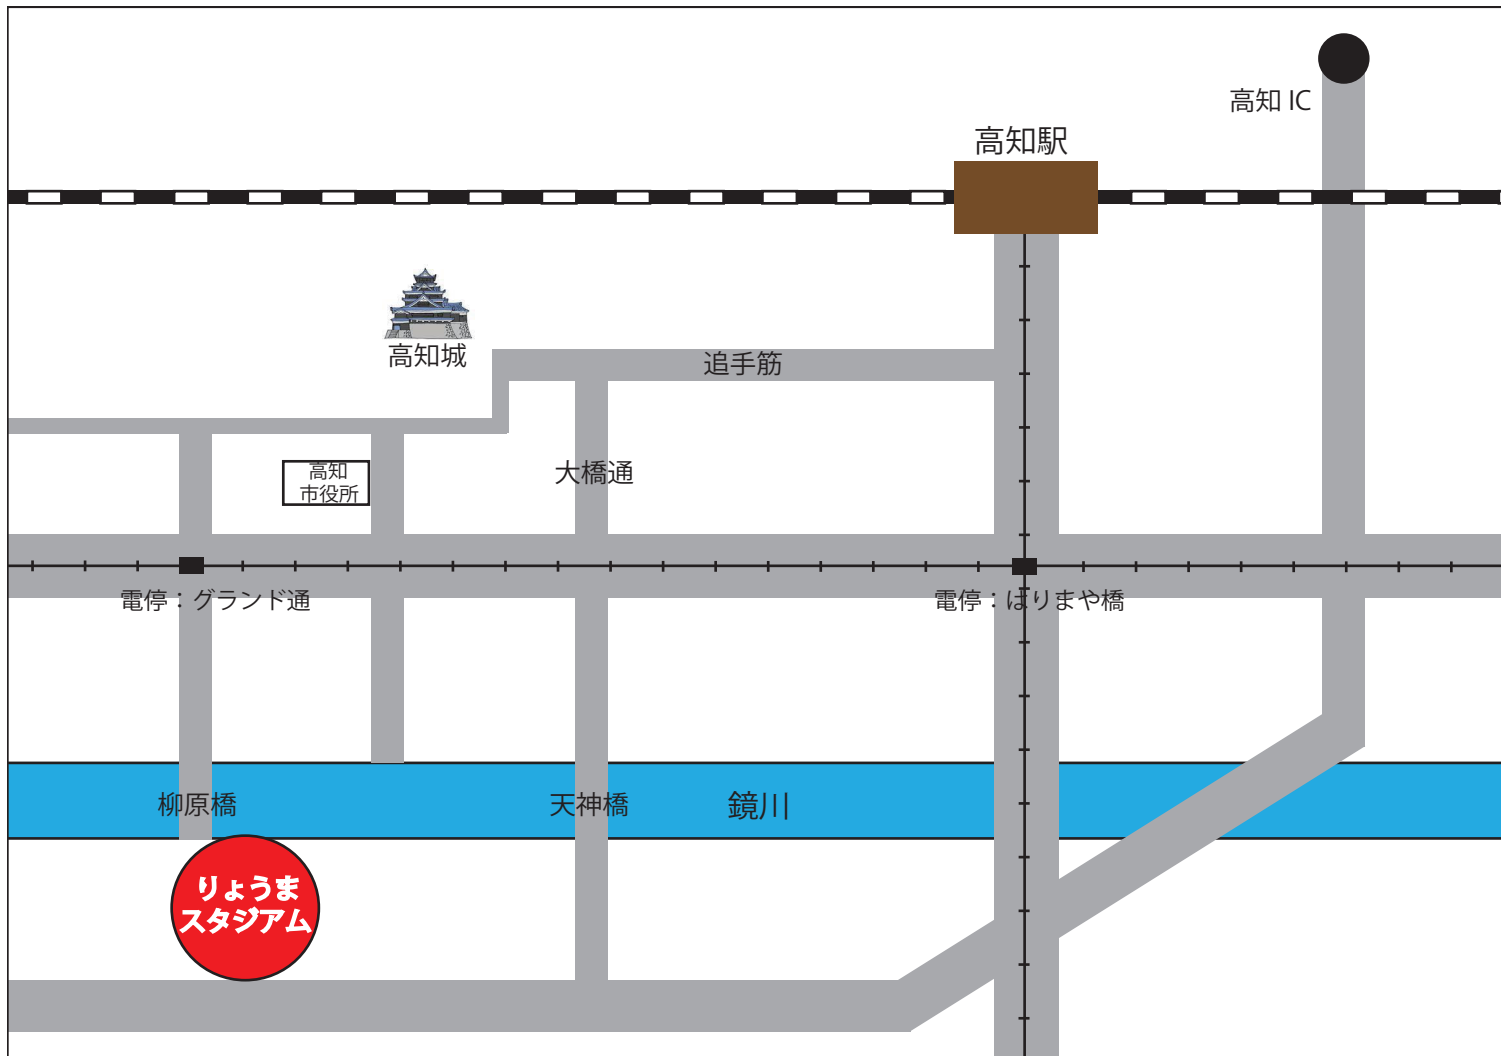 高知 IC
高知駅
高知城
追手筋
高知
市役所
大橋通
電停：グランド通
電停：はりまや橋
柳原橋
天神橋
鏡川
りょうま
スタジアム